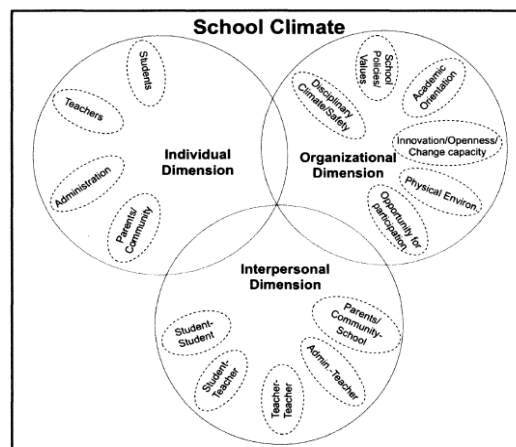 School Climate
Students
Teachers
Administration
Parents/
Community
Individual
Dimension
Disciplinary
Climate/Safety
School
Policies/
Values
Academic
Orientation
Innovation/Openness/
Change capacity
Physical Environ
Opportunity for
participation
Organizational
Dimension
Interpersonal
Dimension
Student-
Student
Student-
Teacher
Teacher-
Teacher
Admin.-Teacher
Parents/
Community-
School